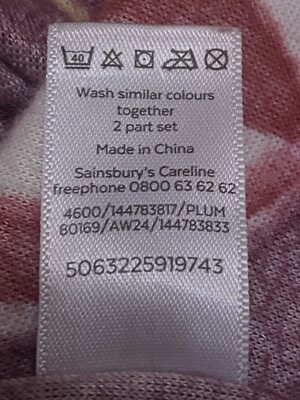 40
Wash similar colours
together
2 part set
Made in China
Sainsbury's Careline
freephone 0800 63 62 62
4600/144783817/PLUM
80169/AW24/144783833
5063225919743